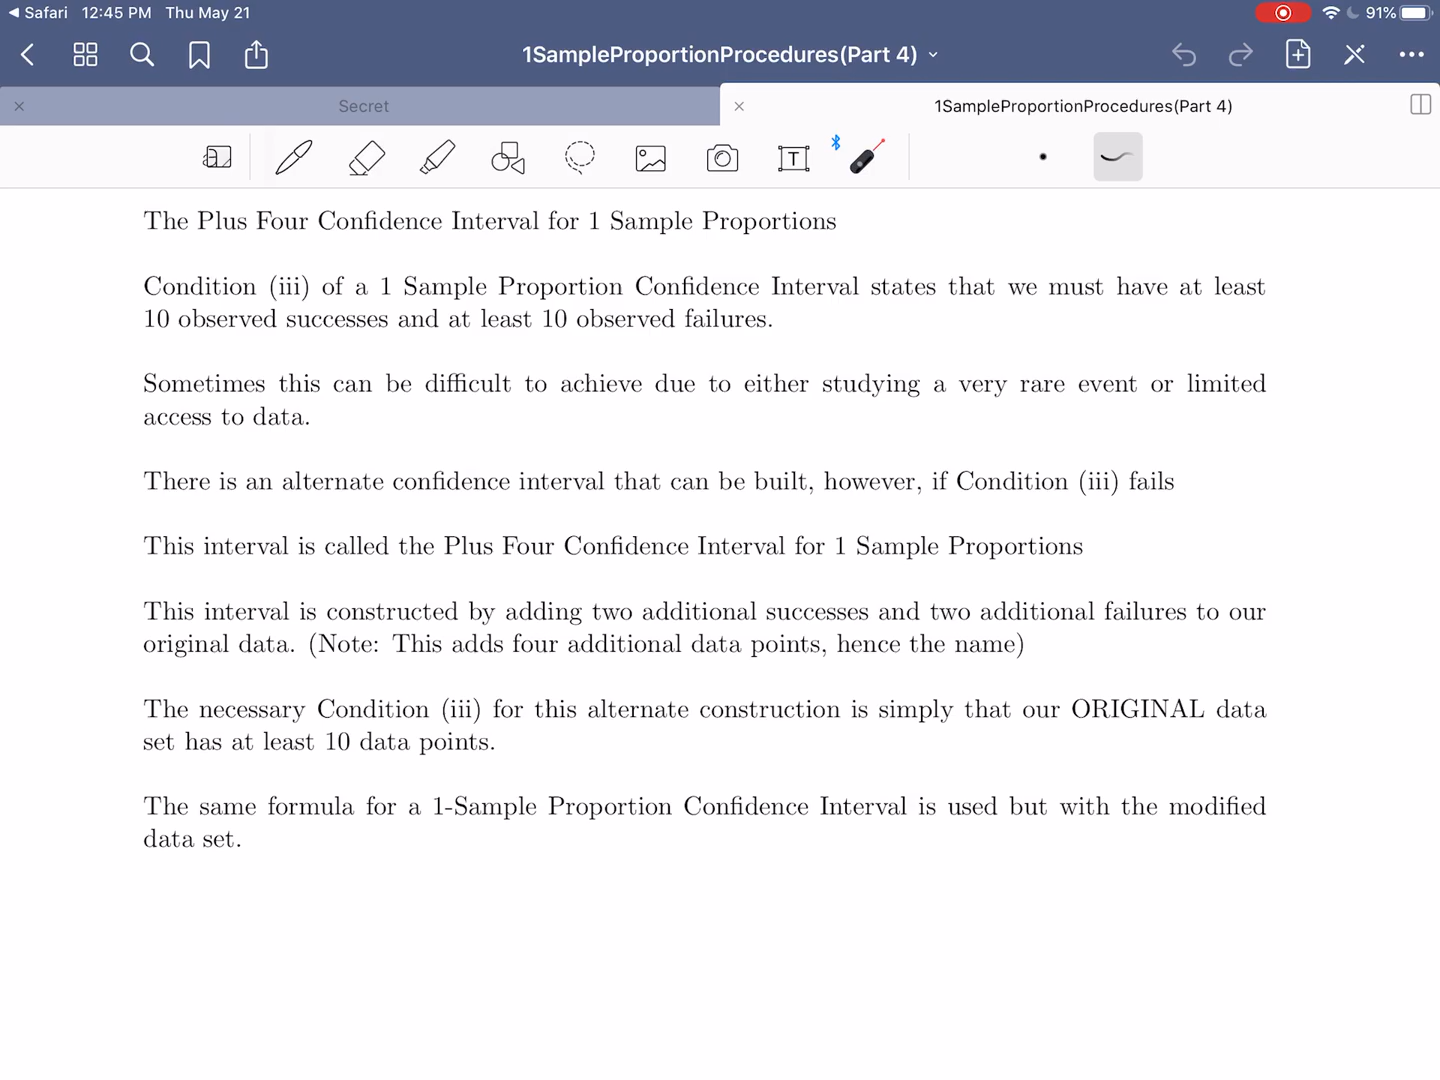 Safari 12:45 PM Thu May 21 91%
1SampleProportionProcedures(Part 4)
Secret
1SampleProportionProcedures(Part 4)
The Plus Four Confidence Interval for 1 Sample Proportions
Condition (iii) of a 1 Sample Proportion Confidence Interval states that we must have at least
10 observed successes and at least 10 observed failures.
Sometimes this can be difficult to achieve due to either studying a very rare event or limited
access to data.
There is an alternate confidence interval that can be built, however, if Condition (iii) fails
This interval is called the Plus Four Confidence Interval for 1 Sample Proportions
This interval is constructed by adding two additional successes and two additional failures to our
original data. (Note: This adds four additional data points, hence the name)
The necessary Condition (iii) for this alternate construction is simply that our ORIGINAL data
set has at least 10 data points.
The same formula for a 1-Sample Proportion Confidence Interval is used but with the modified
data set.